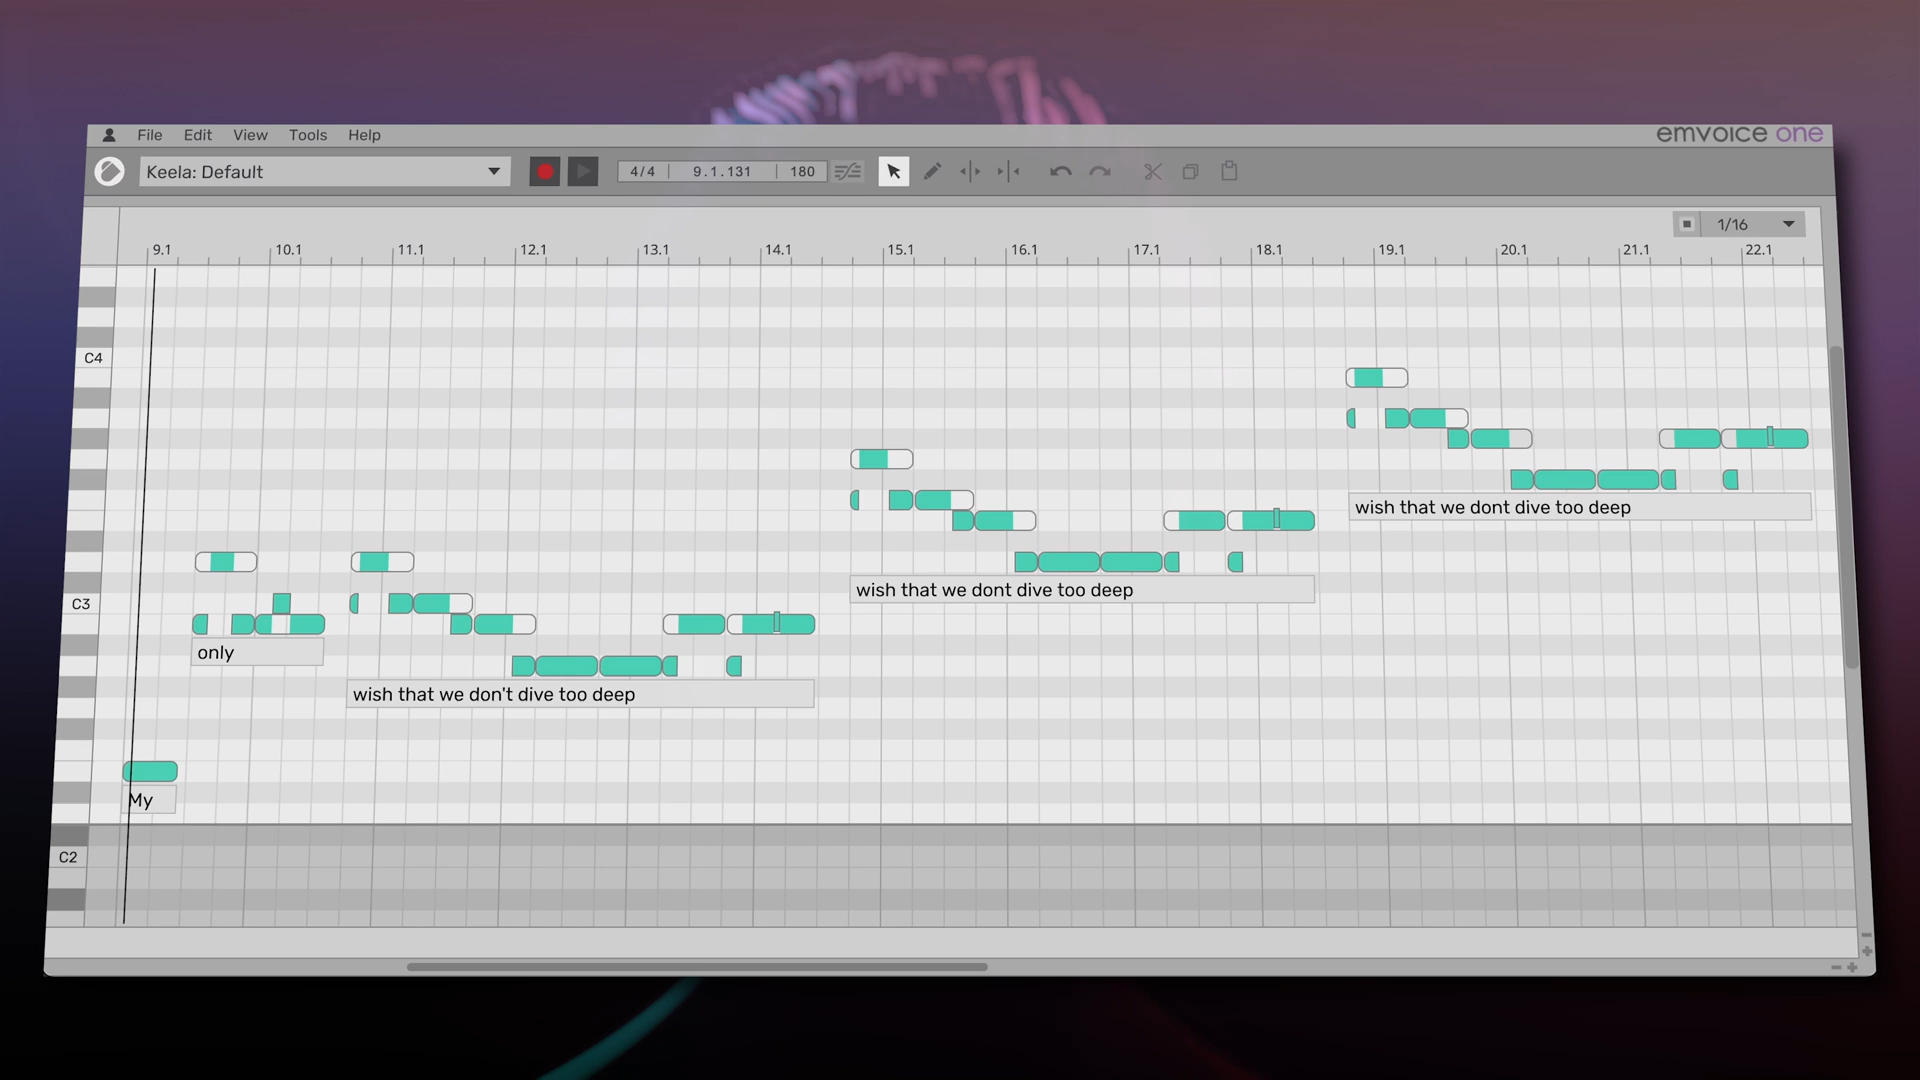 File Edit View Tools Help
emvoice one
Keela: Default
4/4 9.1.131 180
1/16
9.1 10.1 11.1 12.1 13.1 14.1 15.1 16.1 17.1 18.1 19.1 20.1 21.1 22.1
C4
wish that we dont dive too deep
wish that we dont dive too deep
C3
only
wish that we don't dive too deep
My
C2